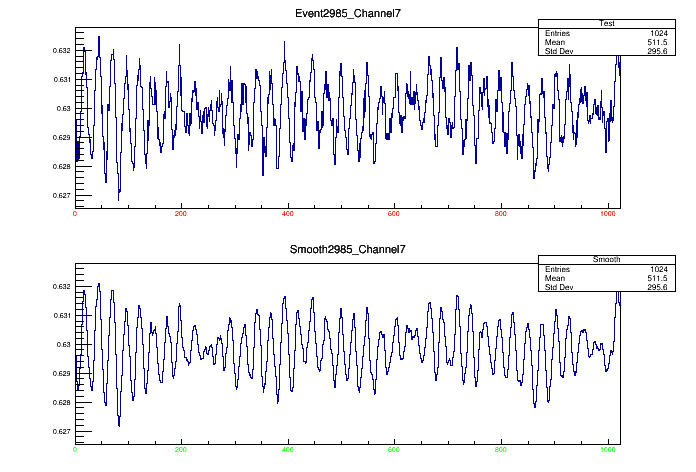 Event2985_Channel7
Test
Entries 1024
Mean 511.5
Std Dev 295.6
0.632
0.631
0.63
0.629
0.628
0.627
0 200 400 600 800 1000
Smooth2985_Channel7
Smooth
Entries 1024
Mean 511.5
Std Dev 295.6
0.632
0.631
0.63
0.629
0.628
0.627
0 200 400 600 800 1000